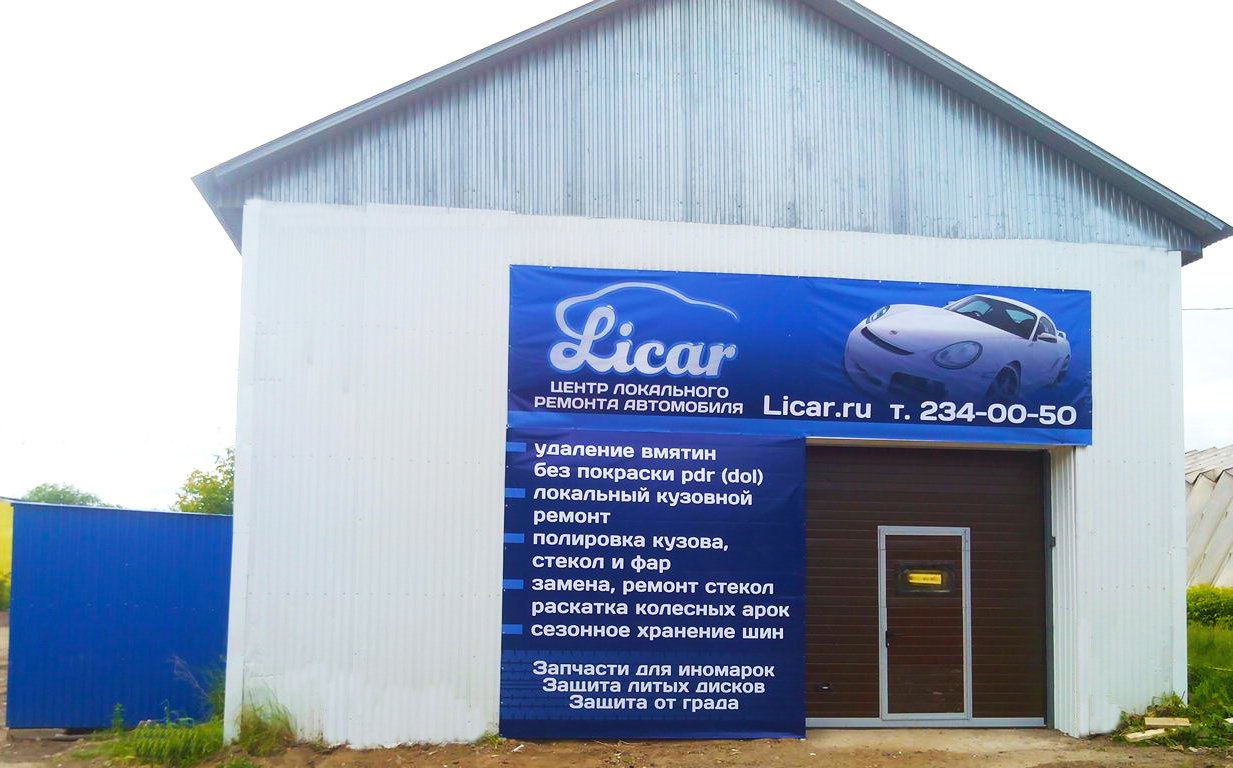 Licar
ЦЕНТР ЛОКАЛЬНОГО
РЕМОНТА АВТОМОБИЛЯ
Licar.ru т. 234-00-50
удаление вмятин
без покраски pdr (dol)
локальный кузовной
ремонт
полировка кузова,
стекол и фар
замена, ремонт стекол
раскатка колесных арок
сезонное хранение шин
Запчасти для иномарок
Защита литых дисков
Защита от града